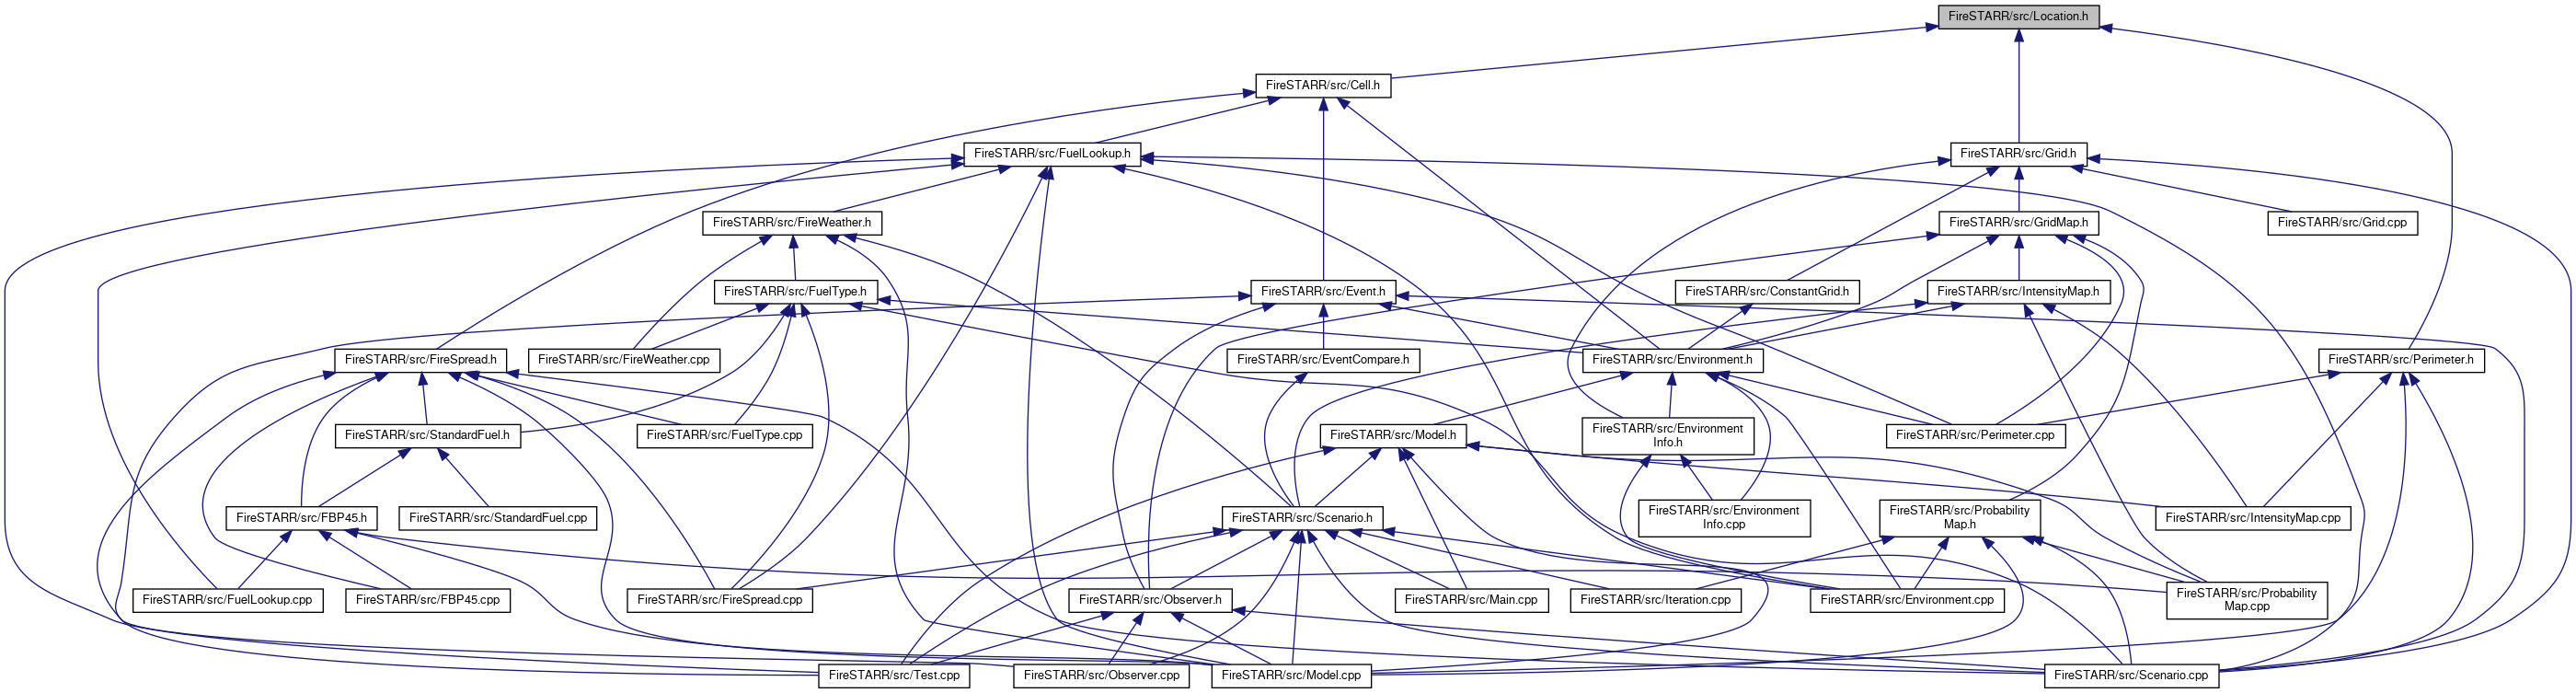 FireSTARR/src/Location.h
FireSTARR/src/Cell.h
FireSTARR/src/FuelLookup.h
FireSTARR/src/Grid.h
FireSTARR/src/FireWeather.h
FireSTARR/src/GridMap.h
FireSTARR/src/Grid.cpp
FireSTARR/src/FuelType.h
FireSTARR/src/Event.h
FireSTARR/src/ConstantGrid.h
FireSTARR/src/IntensityMap.h
FireSTARR/src/FireSpread.h
FireSTARR/src/FireWeather.cpp
FireSTARR/src/EventCompare.h
FireSTARR/src/Environment.h
FireSTARR/src/Perimeter.h
FireSTARR/src/StandardFuel.h
FireSTARR/src/FuelType.cpp
FireSTARR/src/Model.h
FireSTARR/src/Environment
Info.h
FireSTARR/src/Perimeter.cpp
FireSTARR/src/FBP45.h
FireSTARR/src/StandardFuel.cpp
FireSTARR/src/Scenario.h
FireSTARR/src/Environment
Info.cpp
FireSTARR/src/Probability
Map.h
FireSTARR/src/IntensityMap.cpp
FireSTARR/src/FuelLookup.cpp
FireSTARR/src/FBP45.cpp
FireSTARR/src/FireSpread.cpp
FireSTARR/src/Observer.h
FireSTARR/src/Main.cpp
FireSTARR/src/Iteration.cpp
FireSTARR/src/Environment.cpp
FireSTARR/src/Probability
Map.cpp
FireSTARR/src/Test.cpp
FireSTARR/src/Observer.cpp
FireSTARR/src/Model.cpp
FireSTARR/src/Scenario.cpp